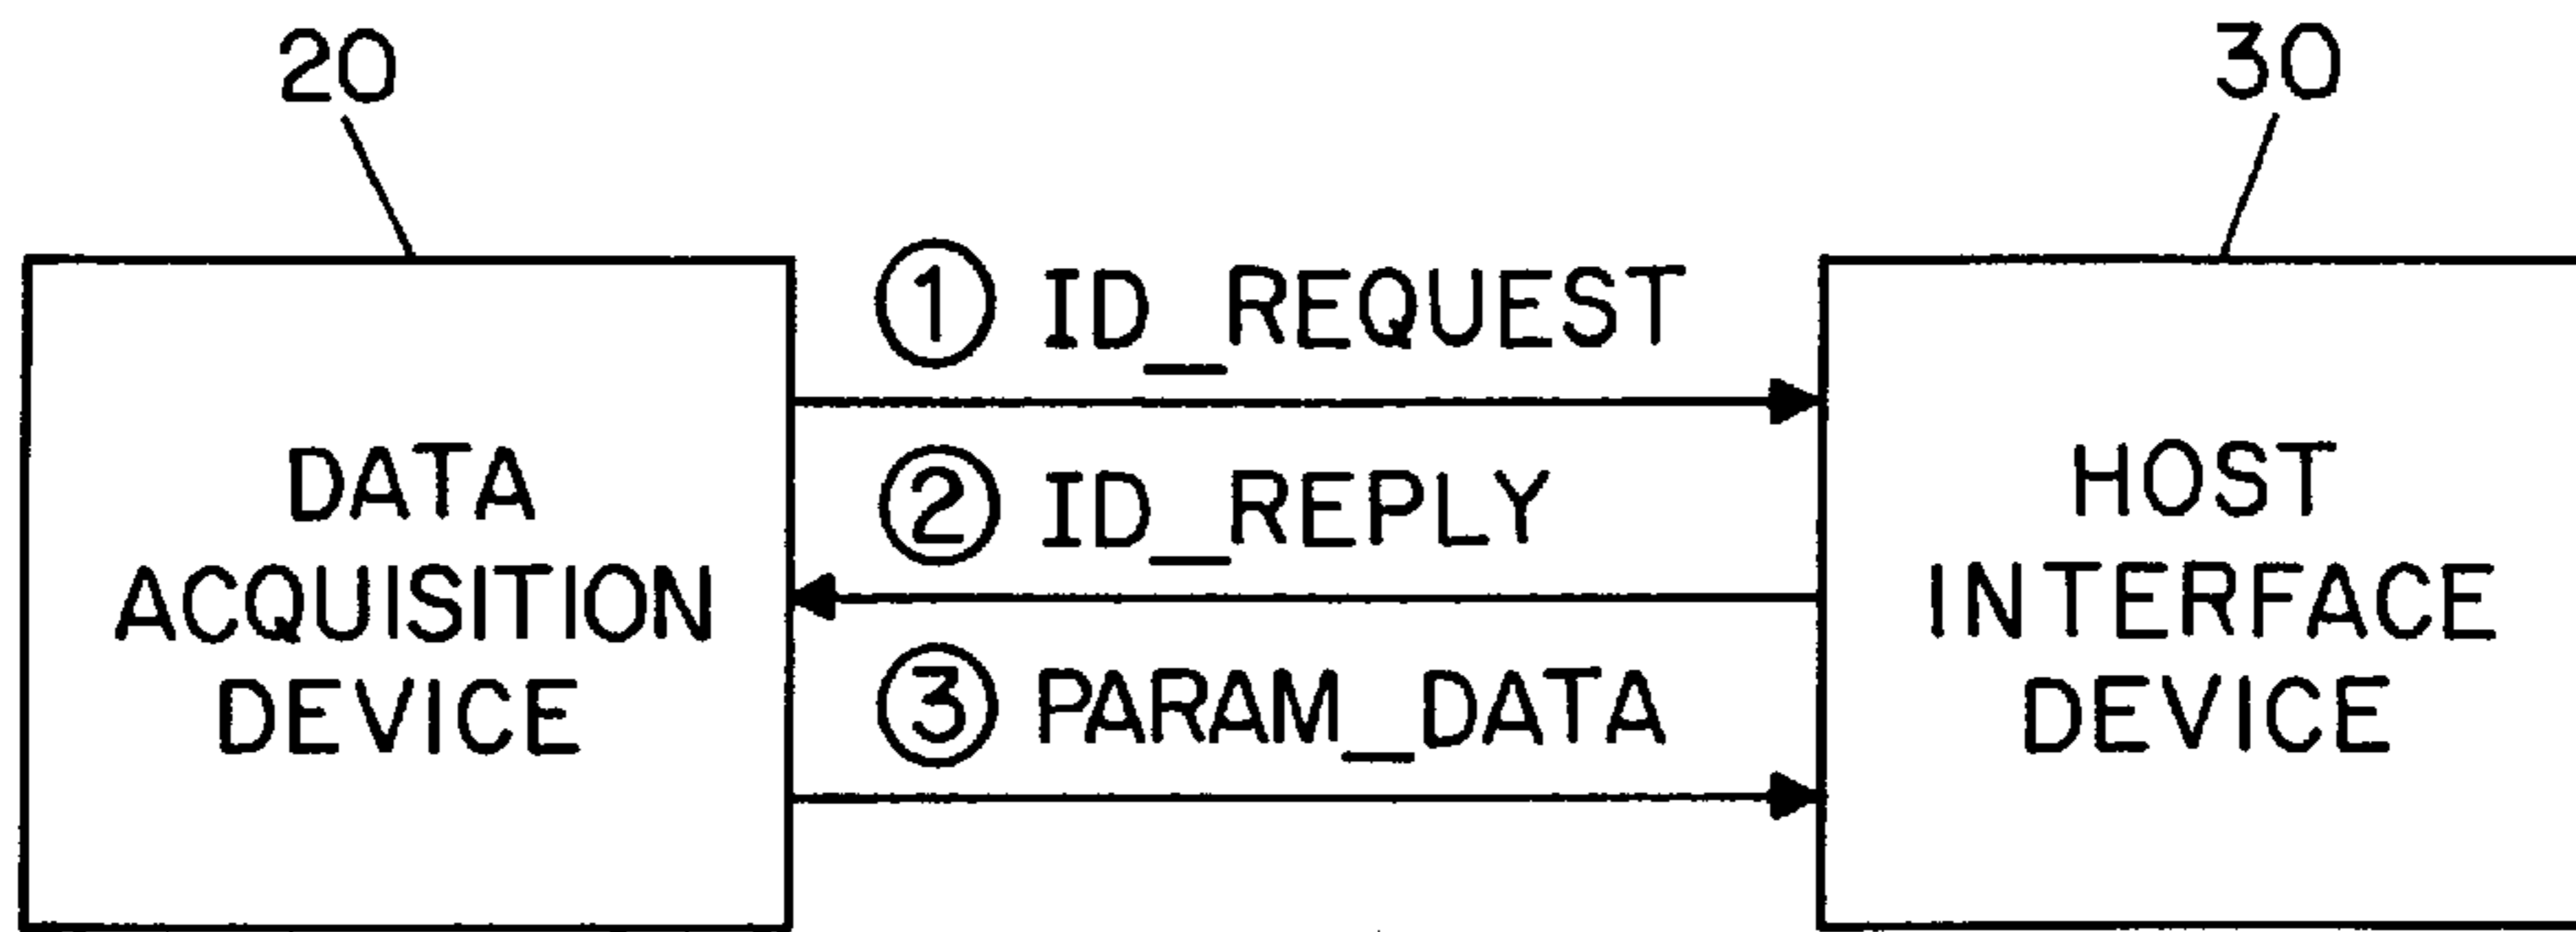 20
30
① ID_REQUEST
② ID_REPLY
③ PARAM_DATA
DATA
ACQUISITION
DEVICE
HOST
INTERFACE
DEVICE